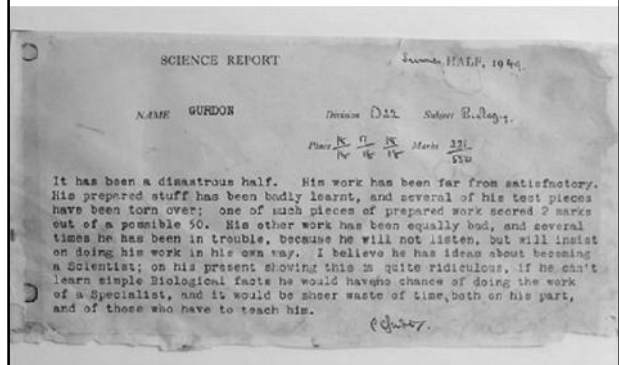 SCIENCE REPORT Summer HALF, 1949.
NAME GURDON Division D22 Subject Biology.
Place Marks 231/550
It has been a disastrous half. His work has been far from satisfactory.
His prepared stuff has been badly learnt, and several of his test pieces
have been torn over; one of such pieces of prepared work scored 2 marks
out of a possible 50. His other work has been equally bad, and several
times he has been in trouble, because he will not listen, but will insist
on doing his work in his own way. I believe he has ideas about becoming
a Scientist; on his present showing this is quite ridiculous, if he can't
learn simple Biological facts he would have no chance of doing the work
of a Specialist, and it would be sheer waste of time, both on his part,
and of those who have to teach him.